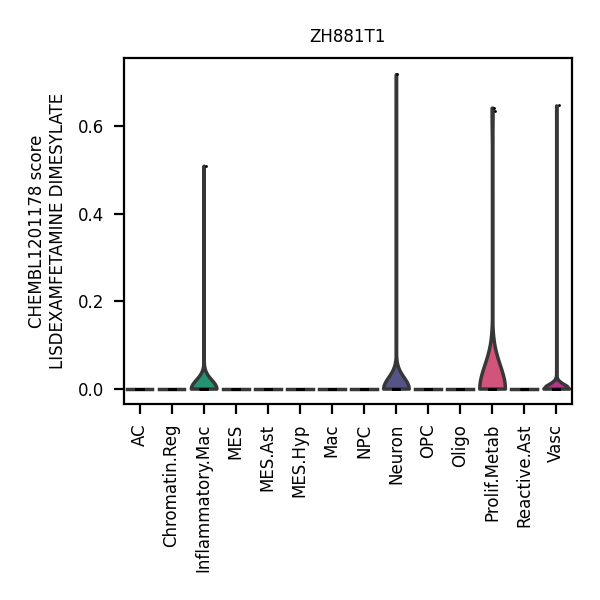 ZH881T1
CHEMBL1201178 score
LISDEXAMFETAMINE DIMESYLATE
0.6
0.4
0.2
0.0
AC
Chromatin.Reg
Inflammatory.Mac
MES
MES.Ast
MES.Hyp
Mac
NPC
Neuron
OPC
Oligo
Prolif.Metab
Reactive.Ast
Vasc